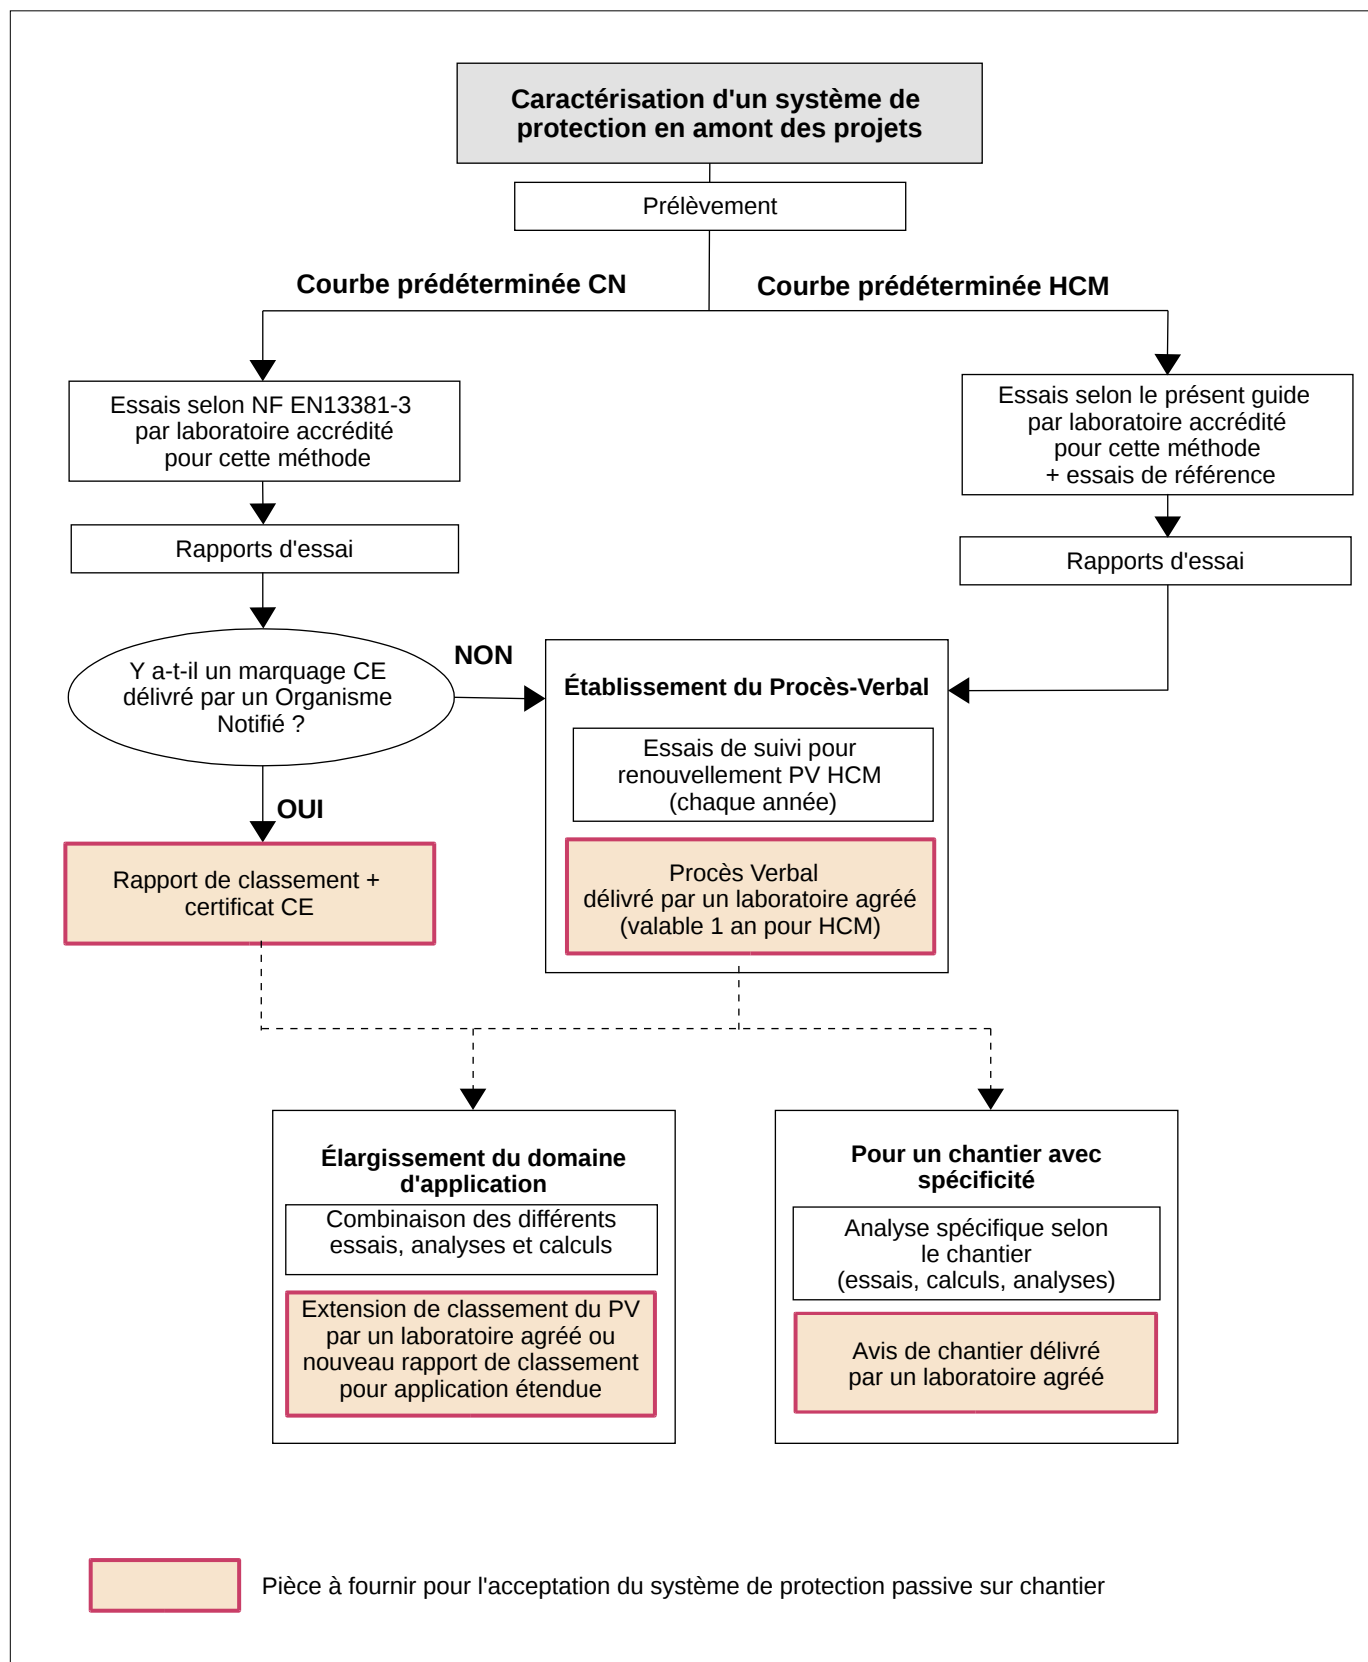 Caractérisation d'un système de
protection en amont des projets
Prélèvement
Courbe prédéterminée CN
Courbe prédéterminée HCM
Essais selon NF EN13381-3
par laboratoire accrédité
pour cette méthode
Essais selon le présent guide
par laboratoire accrédité
pour cette méthode
+ essais de référence
Rapports d'essai
Rapports d'essai
Y a-t-il un marquage CE
délivré par un Organisme
Notifié ?
NON
OUI
Établissement du Procès-Verbal
Essais de suivi pour
renouvellement PV HCM
(chaque année)
Procès Verbal
délivré par un laboratoire agréé
(valable 1 an pour HCM)
Rapport de classement +
certificat CE
Élargissement du domaine
d'application
Combinaison des différents
essais, analyses et calculs
Extension de classement du PV
par un laboratoire agréé ou
nouveau rapport de classement
pour application étendue
Pour un chantier avec
spécificité
Analyse spécifique selon
le chantier
(essais, calculs, analyses)
Avis de chantier délivré
par un laboratoire agréé
Pièce à fournir pour l'acceptation du système de protection passive sur chantier